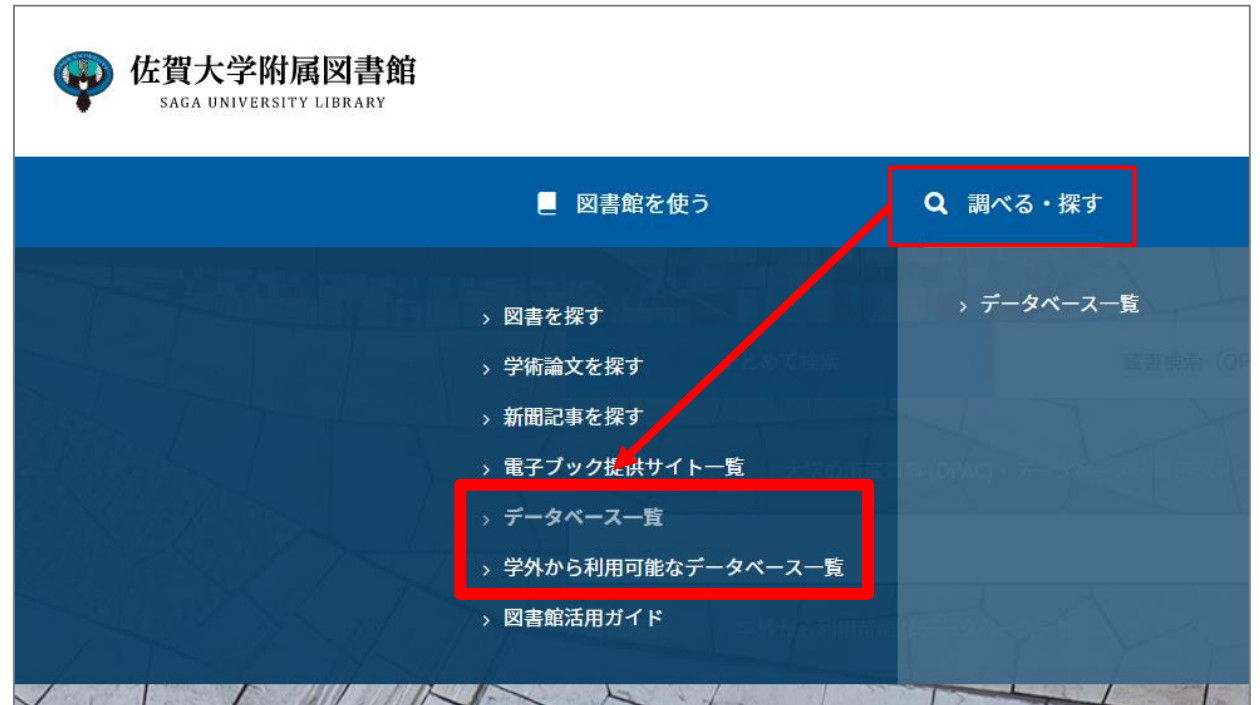 佐賀大学附属図書館
SAGA UNIVERSITY LIBRARY
図書館を使う
調べる・探す
› 図書を探す
› 学術論文を探す
› 新聞記事を探す
› 電子ブック提供サイト一覧
› データベース一覧
› 学外から利用可能なデータベース一覧
› 図書館活用ガイド
› データベース一覧